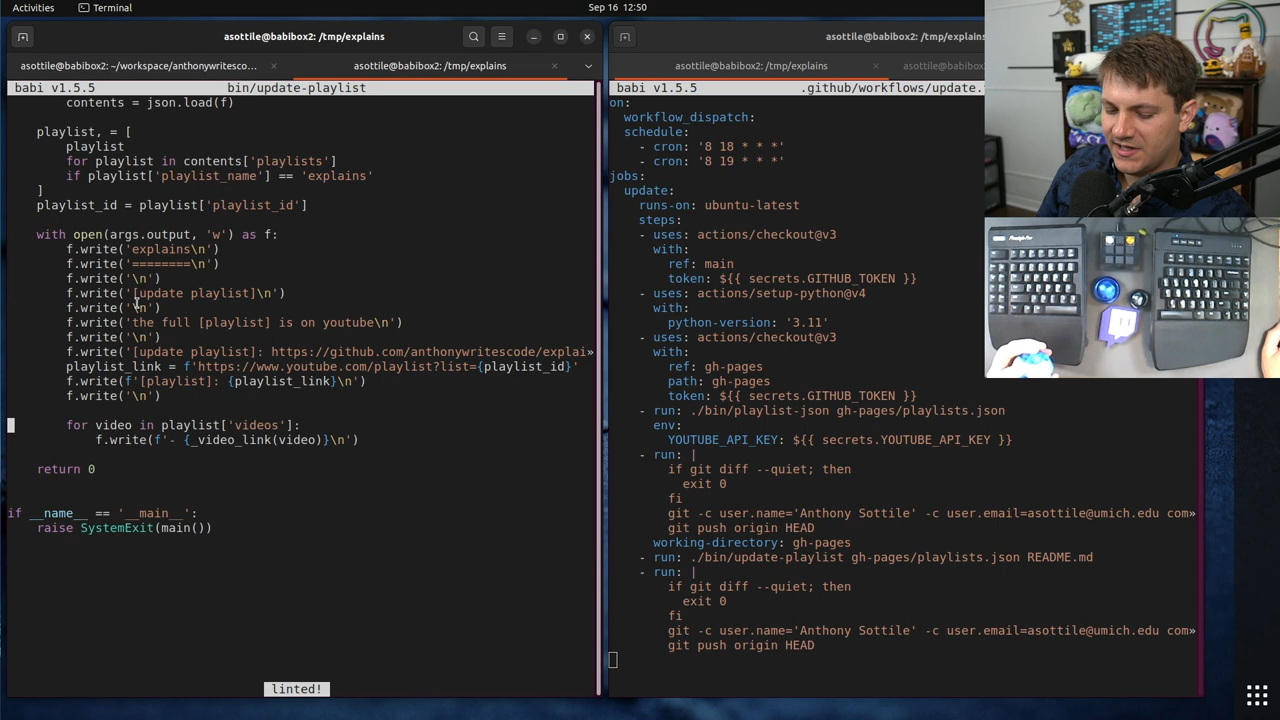 Activities Terminal Sep 16 12:50
asottile@babibox2: /tmp/explains
asottile@babibox2: ~/workspace/anthonywritesco… asottile@babibox2: /tmp/explains
babi v1.5.5 bin/update-playlist
        contents = json.load(f)
    playlist, = [
        playlist
        for playlist in contents['playlists']
        if playlist['playlist_name'] == 'explains'
    ]
    playlist_id = playlist['playlist_id']
    with open(args.output, 'w') as f:
        f.write('explains\n')
        f.write('========\n')
        f.write('\n')
        f.write('[update playlist]\n')
        f.write('\n')
        f.write('the full [playlist] is on youtube\n')
        f.write('\n')
        f.write('[update playlist]: https://github.com/anthonywritescode/explai»
        playlist_link = f'https://www.youtube.com/playlist?list={playlist_id}'
        f.write(f'[playlist]: {playlist_link}\n')
        f.write('\n')
        for video in playlist['videos']:
            f.write(f'- {_video_link(video)}\n')
    return 0
if __name__ == '__main__':
    raise SystemExit(main())
linted!
asottile@babibox2: /tmp/explains
asottile@babibox2: /tmp/explains asottile@babibox
babi v1.5.5 .github/workflows/update.
on:
  workflow_dispatch:
  schedule:
    - cron: '8 18 * * *'
    - cron: '8 19 * * *'
jobs:
  update:
    runs-on: ubuntu-latest
    steps:
    - uses: actions/checkout@v3
      with:
        ref: main
        token: ${{ secrets.GITHUB_TOKEN }}
    - uses: actions/setup-python@v4
      with:
        python-version: '3.11'
    - uses: actions/checkout@v3
      with:
        ref: gh-pages
        path: gh-pages
        token: ${{ secrets.GITHUB_TOKEN }}
    - run: ./bin/playlist-json gh-pages/playlists.json
      env:
        YOUTUBE_API_KEY: ${{ secrets.YOUTUBE_API_KEY }}
    - run: |
        if git diff --quiet; then
          exit 0
        fi
        git -c user.name='Anthony Sottile' -c user.email=asottile@umich.edu com»
        git push origin HEAD
      working-directory: gh-pages
    - run: ./bin/update-playlist gh-pages/playlists.json README.md
    - run: |
        if git diff --quiet; then
          exit 0
        fi
        git -c user.name='Anthony Sottile' -c user.email=asottile@umich.edu com»
        git push origin HEAD